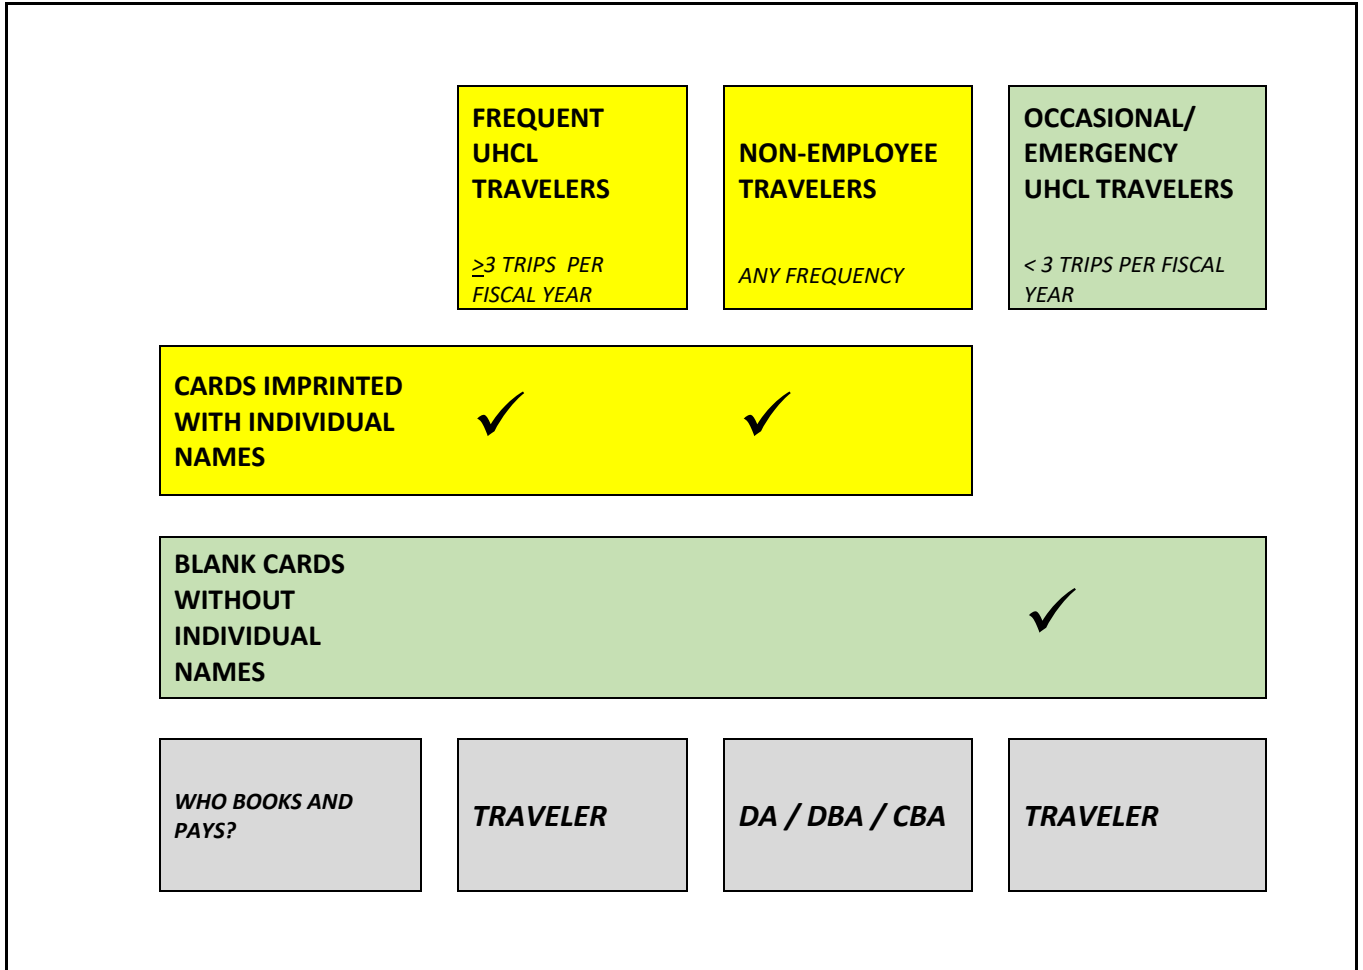 FREQUENT
UHCL
TRAVELERS
>3 TRIPS  PER
FISCAL YEAR
NON-EMPLOYEE
TRAVELERS
ANY FREQUENCY
OCCASIONAL/
EMERGENCY
UHCL TRAVELERS
< 3 TRIPS PER FISCAL
YEAR
CARDS IMPRINTED
WITH INDIVIDUAL
NAMES
✓ ✓
BLANK CARDS
WITHOUT
INDIVIDUAL
NAMES
✓
WHO BOOKS AND
PAYS?
TRAVELER
DA / DBA / CBA
TRAVELER